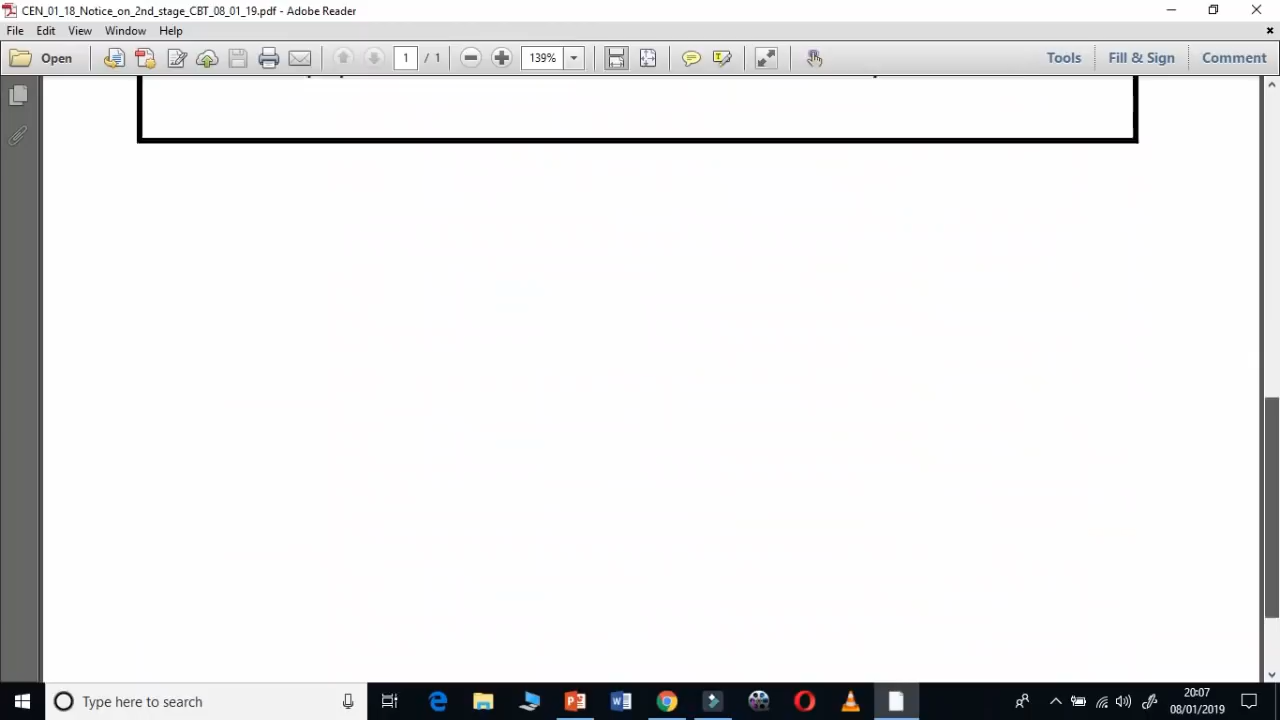 CEN_01_18_Notice_on_2nd_stage_CBT_08_01_19.pdf - Adobe Reader
File Edit View Window Help
Open 1 / 1 139% Tools Fill & Sign Comment
Type here to search
20:07
08/01/2019